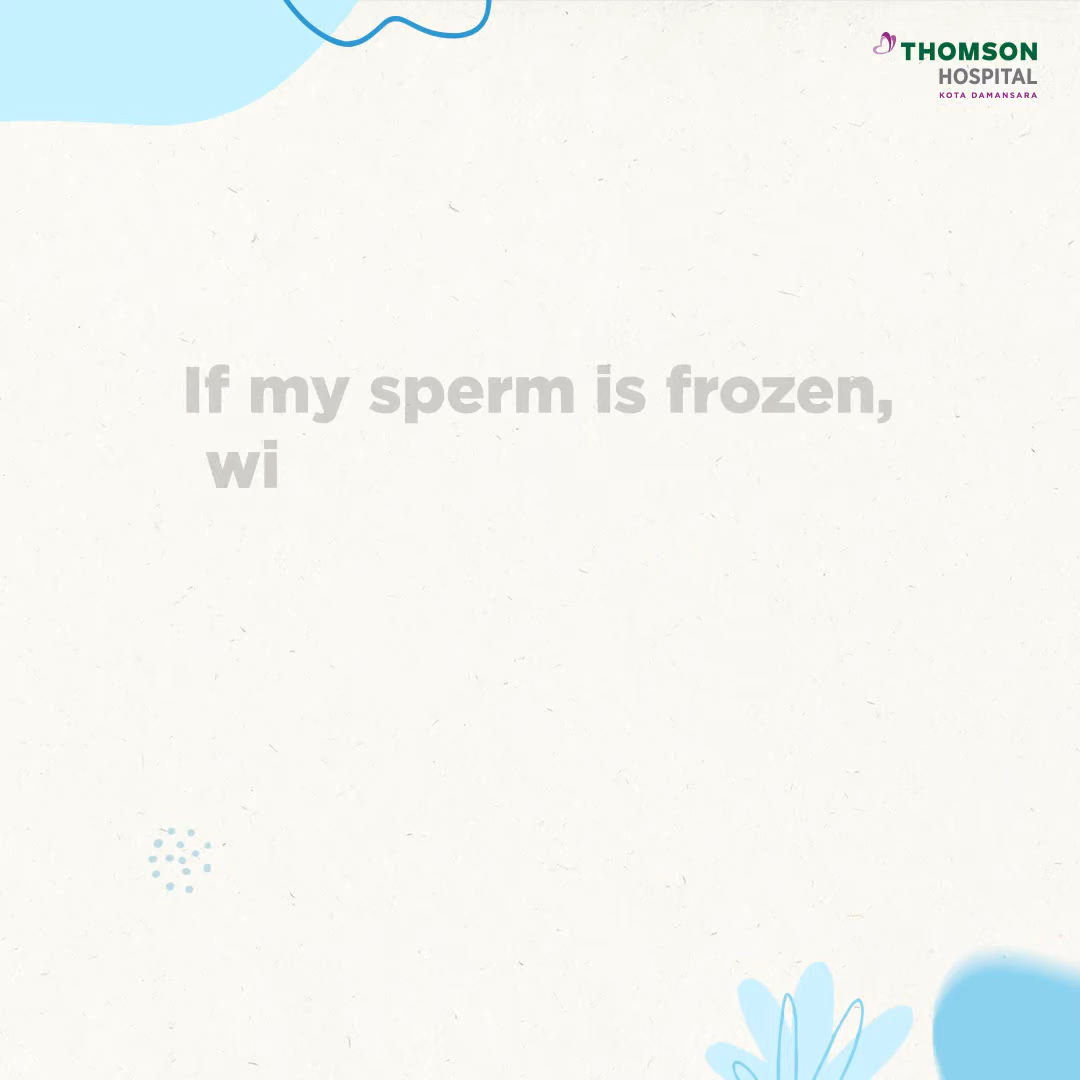 THOMSON
HOSPITAL
KOTA DAMANSARA
If my sperm is frozen,
wi